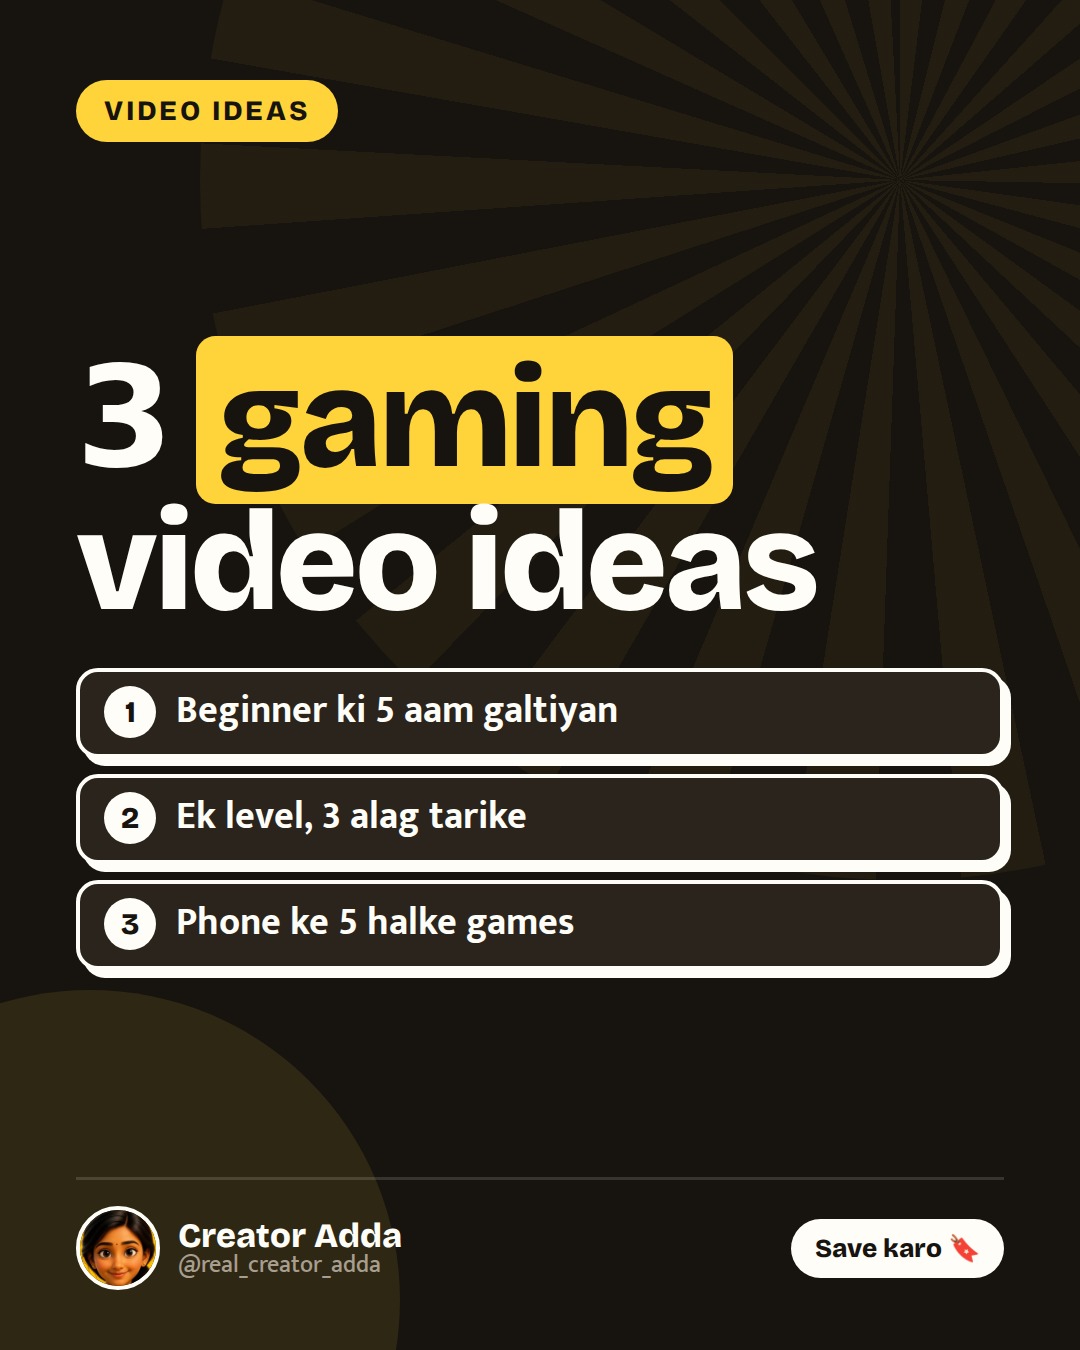 VIDEO IDEAS
3 gaming
video ideas
1 Beginner ki 5 aam galtiyan
2 Ek level, 3 alag tarike
3 Phone ke 5 halke games
Creator Adda
@real_creator_adda
Save karo 🔖